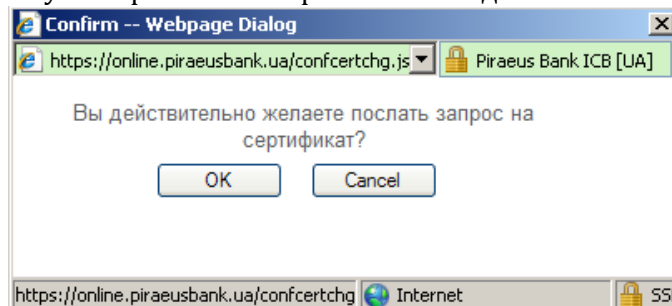 Confirm -- Webpage Dialog
https://online.piraeusbank.ua/confcertchg.js
Piraeus Bank ICB [UA]
Вы действительно желаете послать запрос на
сертификат?
OK Cancel
https://online.piraeusbank.ua/confcertchg Internet